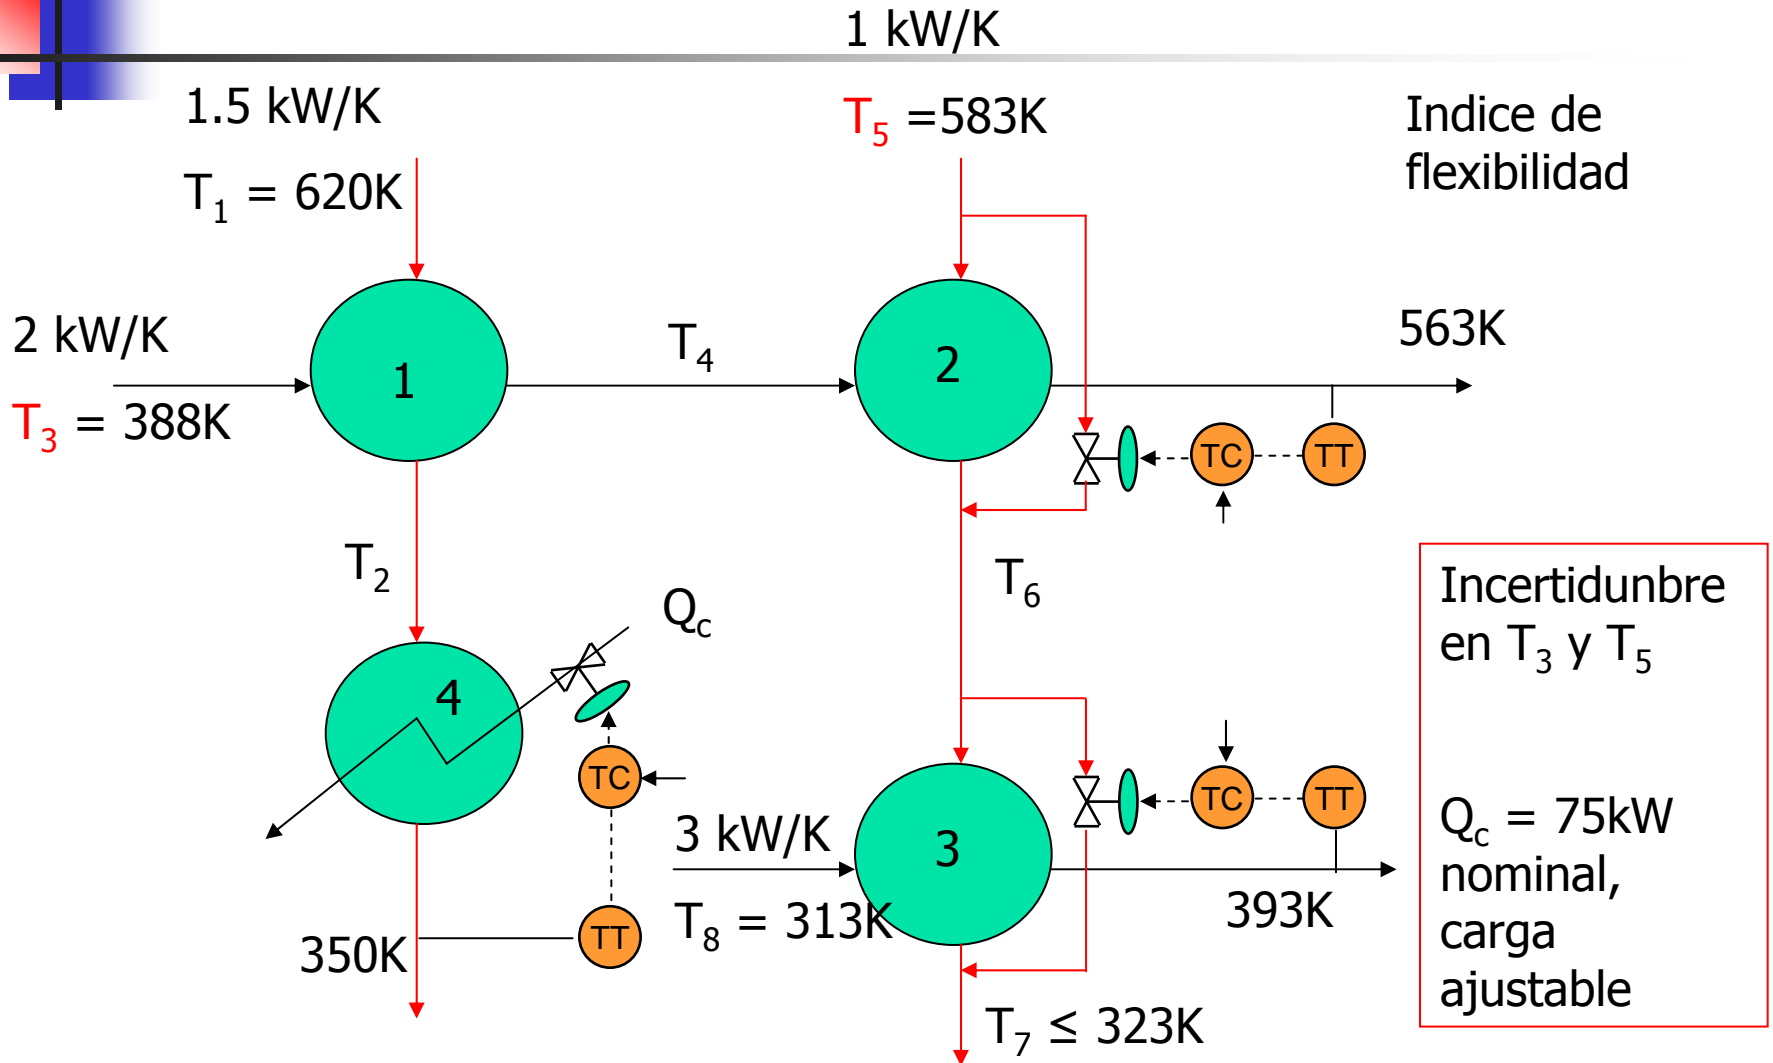 1 kW/K
1.5 kW/K
T₅ =583K
Indice de
flexibilidad
T₁ = 620K
2 kW/K
1
T₄
2
563K
T₃ = 388K
TC
TT
T₂
T₆
Incertidunbre
en T₃ y T₅
Q꜀
4
TC
3 kW/K
3
TC
TT
Q꜀ = 75kW
nominal,
carga
ajustable
T₈ = 313K
393K
TT
350K
T₇ ≤ 323K